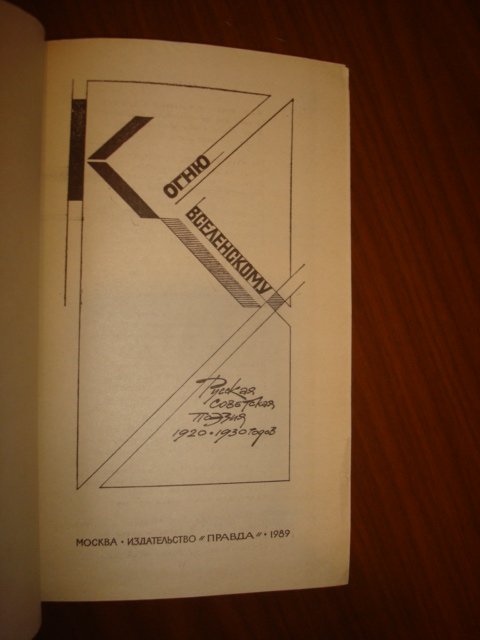 К
ОГНЮ
ВСЕЛЕНСКОМУ
Русская
советская
поэзия
1920 • 1930 годов
МОСКВА • ИЗДАТЕЛЬСТВО «ПРАВДА» • 1989